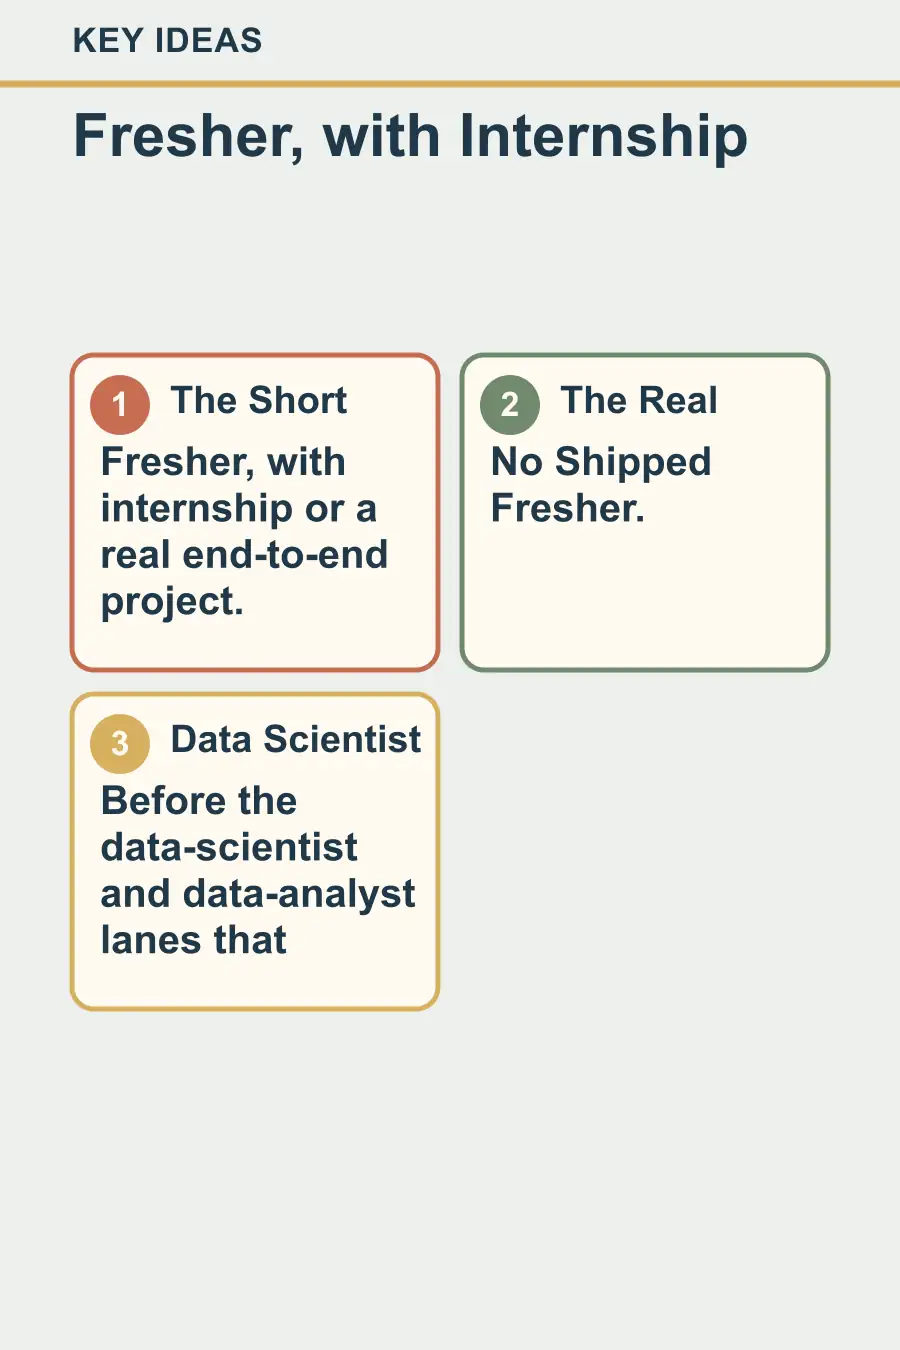 KEY IDEAS
Fresher, with Internship
1 The Short
Fresher, with
internship or a
real end-to-end
project.
2 The Real
No Shipped
Fresher.
3 Data Scientist
Before the
data-scientist
and data-analyst
lanes that